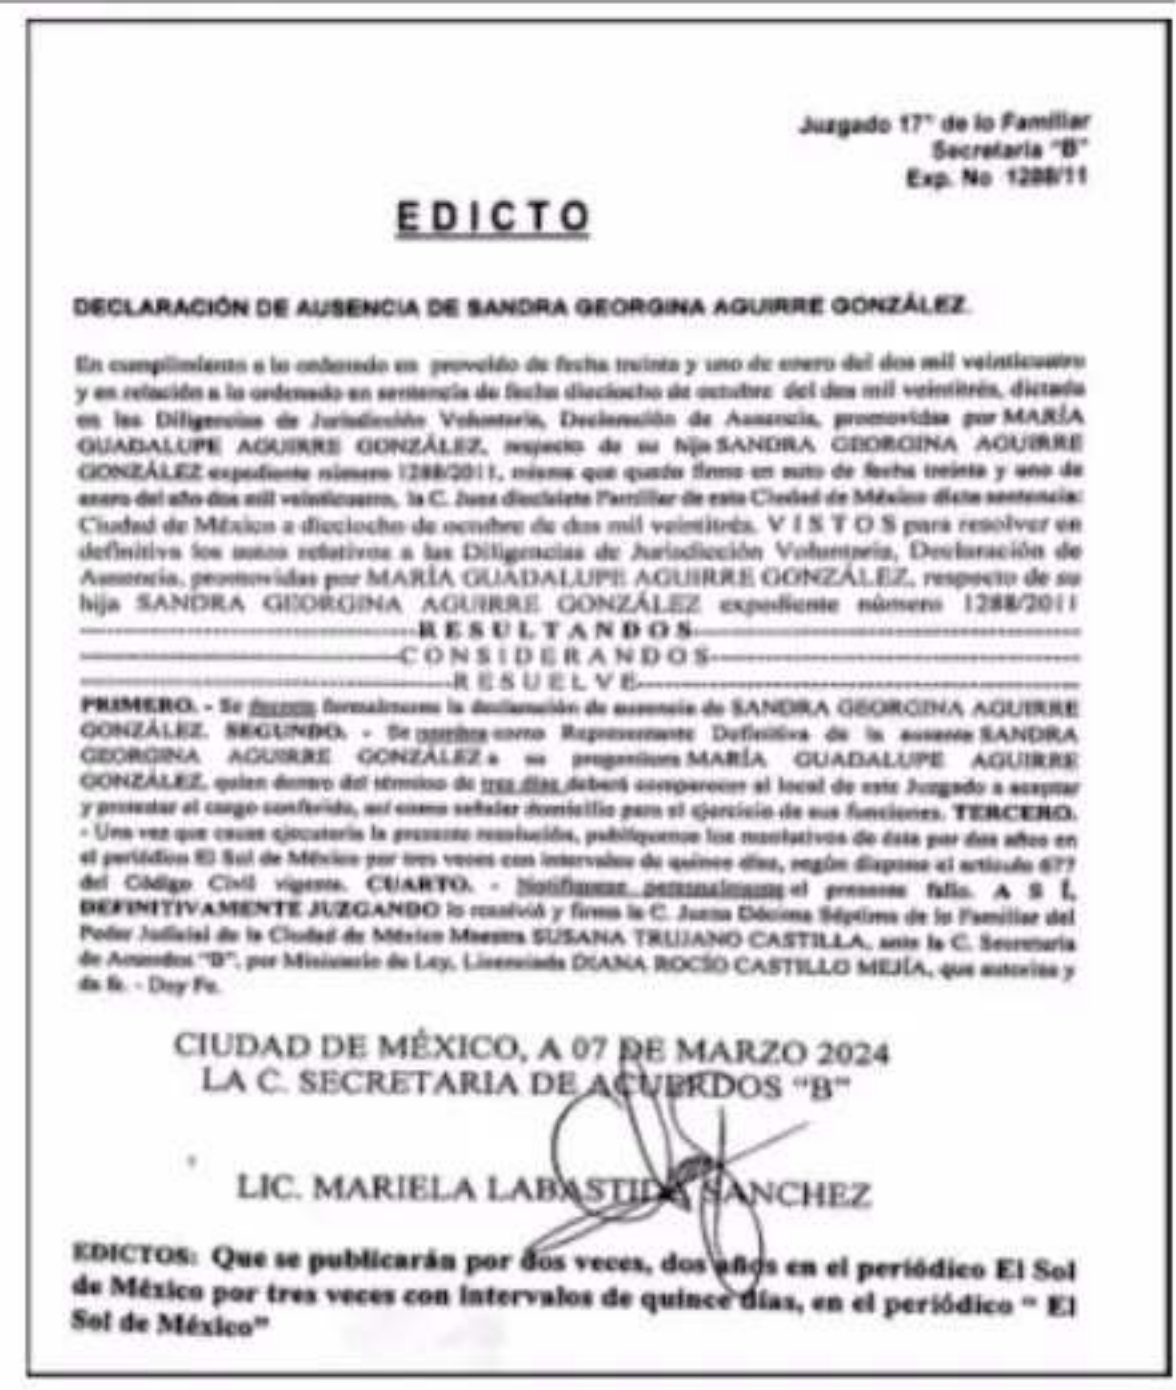 Juzgado 17° de lo Familiar
Secretaria "B"
Exp. No 1288/11
EDICTO
DECLARACIÓN DE AUSENCIA DE SANDRA GEORGINA AGUIRRE GONZÁLEZ.
En cumplimiento a lo ordenado en proveído de fecha treinta y uno de enero del dos mil veinticuatro
y en relación a lo ordenado en sentencia de fecha dieciocho de octubre del dos mil veintitrés, dictada
en las Diligencias de Jurisdicción Voluntaria, Declaración de Ausencia, promovidas por MARÍA
GUADALUPE AGUIRRE GONZÁLEZ, respecto de su hija SANDRA GEORGINA AGUIRRE
GONZÁLEZ expediente número 1288/2011, misma que quedo firme en auto de fecha treinta y uno de
enero del año dos mil veinticuatro, la C. Juez diecisiete Familiar de esta Ciudad de México dicta sentencia:
Ciudad de México a dieciocho de octubre de dos mil veintitrés. V I S T O S para resolver en
definitiva los autos relativos a las Diligencias de Jurisdicción Voluntaria, Declaración de
Ausencia, promovidas por MARÍA GUADALUPE AGUIRRE GONZÁLEZ, respecto de su
hija SANDRA GEORGINA AGUIRRE GONZÁLEZ expediente número 1288/2011
------------------------------R E S U L T A N D O S------------------------------
------------------------------C O N S I D E R A N D O S------------------------------
------------------------------R E S U E L V E------------------------------
PRIMERO. - Se decreta formalmente la declaración de ausencia de SANDRA GEORGINA AGUIRRE
GONZÁLEZ. SEGUNDO. - Se nombra como Representante Definitiva de la ausente SANDRA
GEORGINA AGUIRRE GONZÁLEZ a su progenitora MARÍA GUADALUPE AGUIRRE
GONZÁLEZ, quien dentro del término de tres días deberá comparecer al local de este Juzgado a aceptar
y protestar el cargo conferido, así como señalar domicilio para el ejercicio de sus funciones. TERCERO.
- Una vez que cause ejecutoria la presente resolución, publíquense los resolutivos de ésta por dos años en
el periódico El Sol de México por tres veces con intervalos de quince días, según dispone el artículo 677
del Código Civil vigente. CUARTO. - Notifíquese personalmente el presente fallo. A S Í,
DEFINITIVAMENTE JUZGANDO lo resolvió y firma la C. Jueza Décima Séptima de lo Familiar del
Poder Judicial de la Ciudad de México Maestra SUSANA TRUJANO CASTILLA, ante la C. Secretaria
de Acuerdos "B", por Ministerio de Ley, Licenciada DIANA ROCÍO CASTILLO MEJÍA, que autoriza y
da fe. - Doy Fe.
CIUDAD DE MÉXICO, A 07 DE MARZO 2024
LA C. SECRETARIA DE ACUERDOS "B"
LIC. MARIELA LABASTIDA SANCHEZ
EDICTOS: Que se publicarán por dos veces, dos años en el periódico El Sol
de México por tres veces con intervalos de quince días, en el periódico " El
Sol de México"